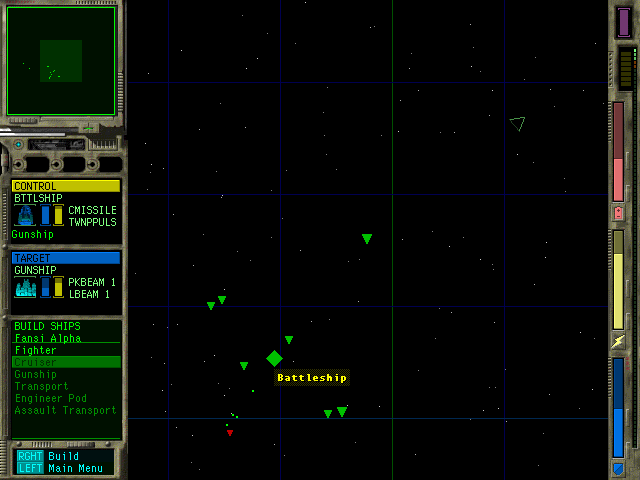 CONTROL
BTTLSHIP
CMISSILE
TWNPPULS
Gunship
TARGET
GUNSHIP
PKBEAM 1
LBEAM 1
BUILD SHIPS
Fansi Alpha
Fighter
Cruiser
Gunship
Transport
Engineer Pod
Assault Transport
RGHT Build
LEFT Main Menu
Battleship